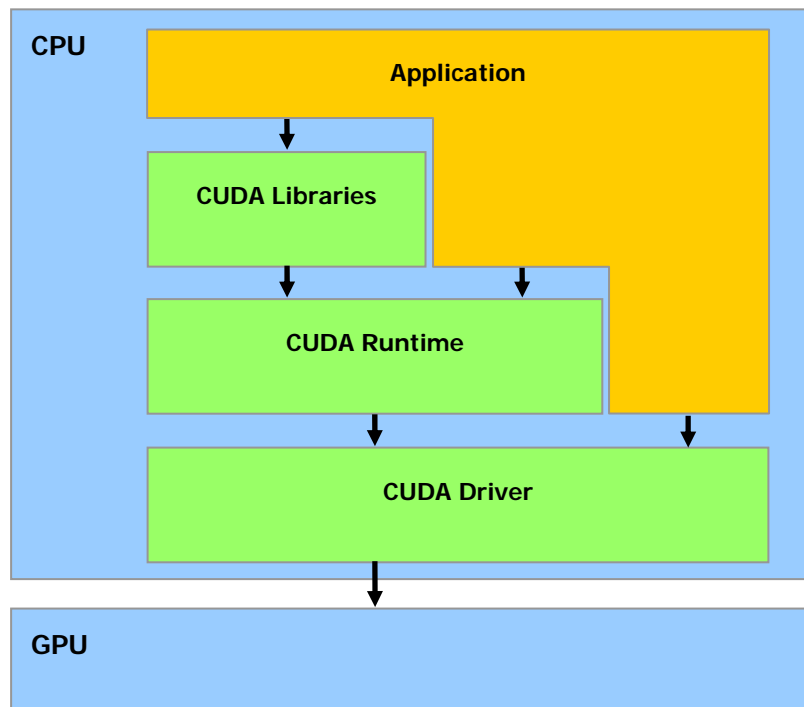 CPU
Application
CUDA Libraries
CUDA Runtime
CUDA Driver
GPU